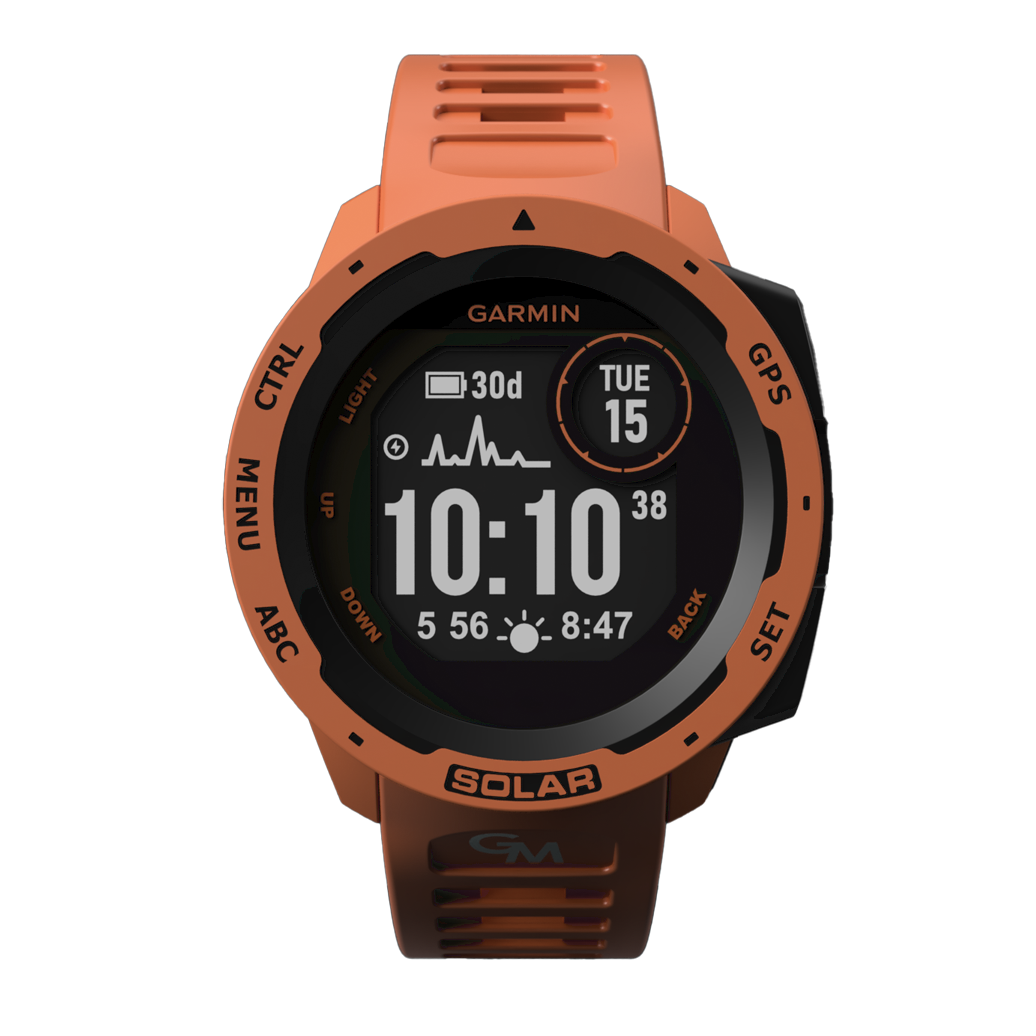 GARMIN
30d
TUE
15
10:10 38
5 56 8:47
CTRL
LIGHT
GPS
MENU
UP
DOWN
BACK
ABC
SET
SOLAR
GM